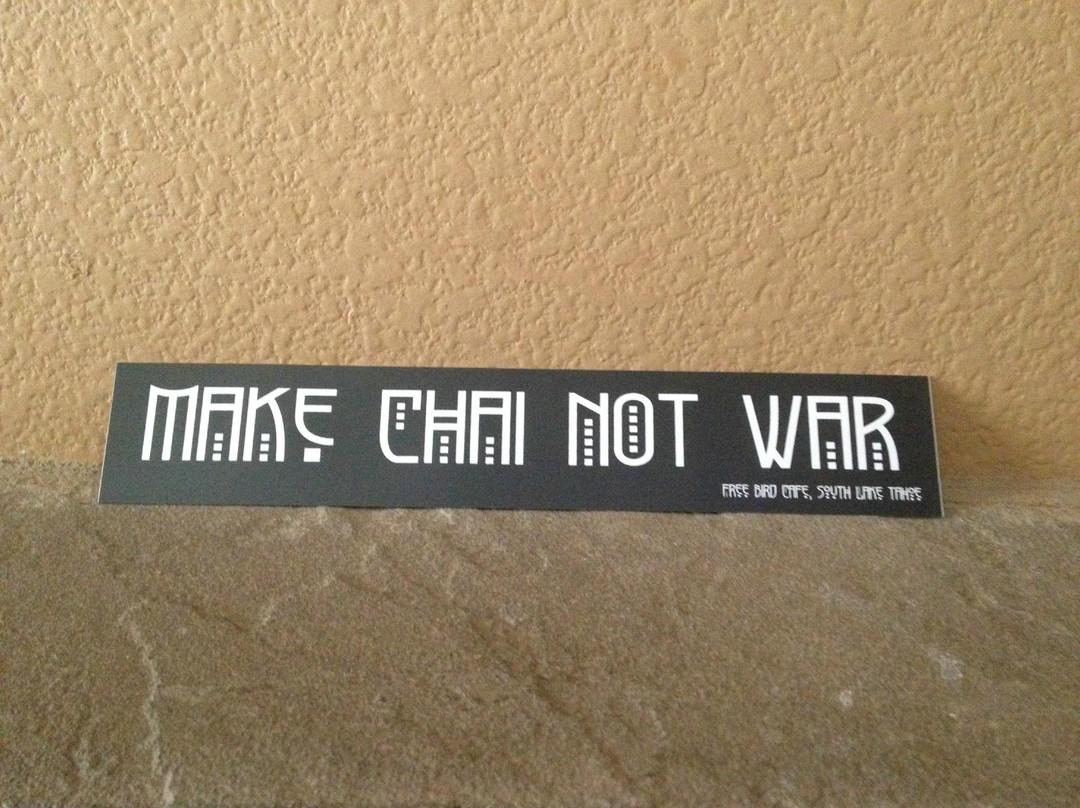 MAKE CHAI NOT WAR
FREE BIRD CAFE, SOUTH LAKE TAHOE